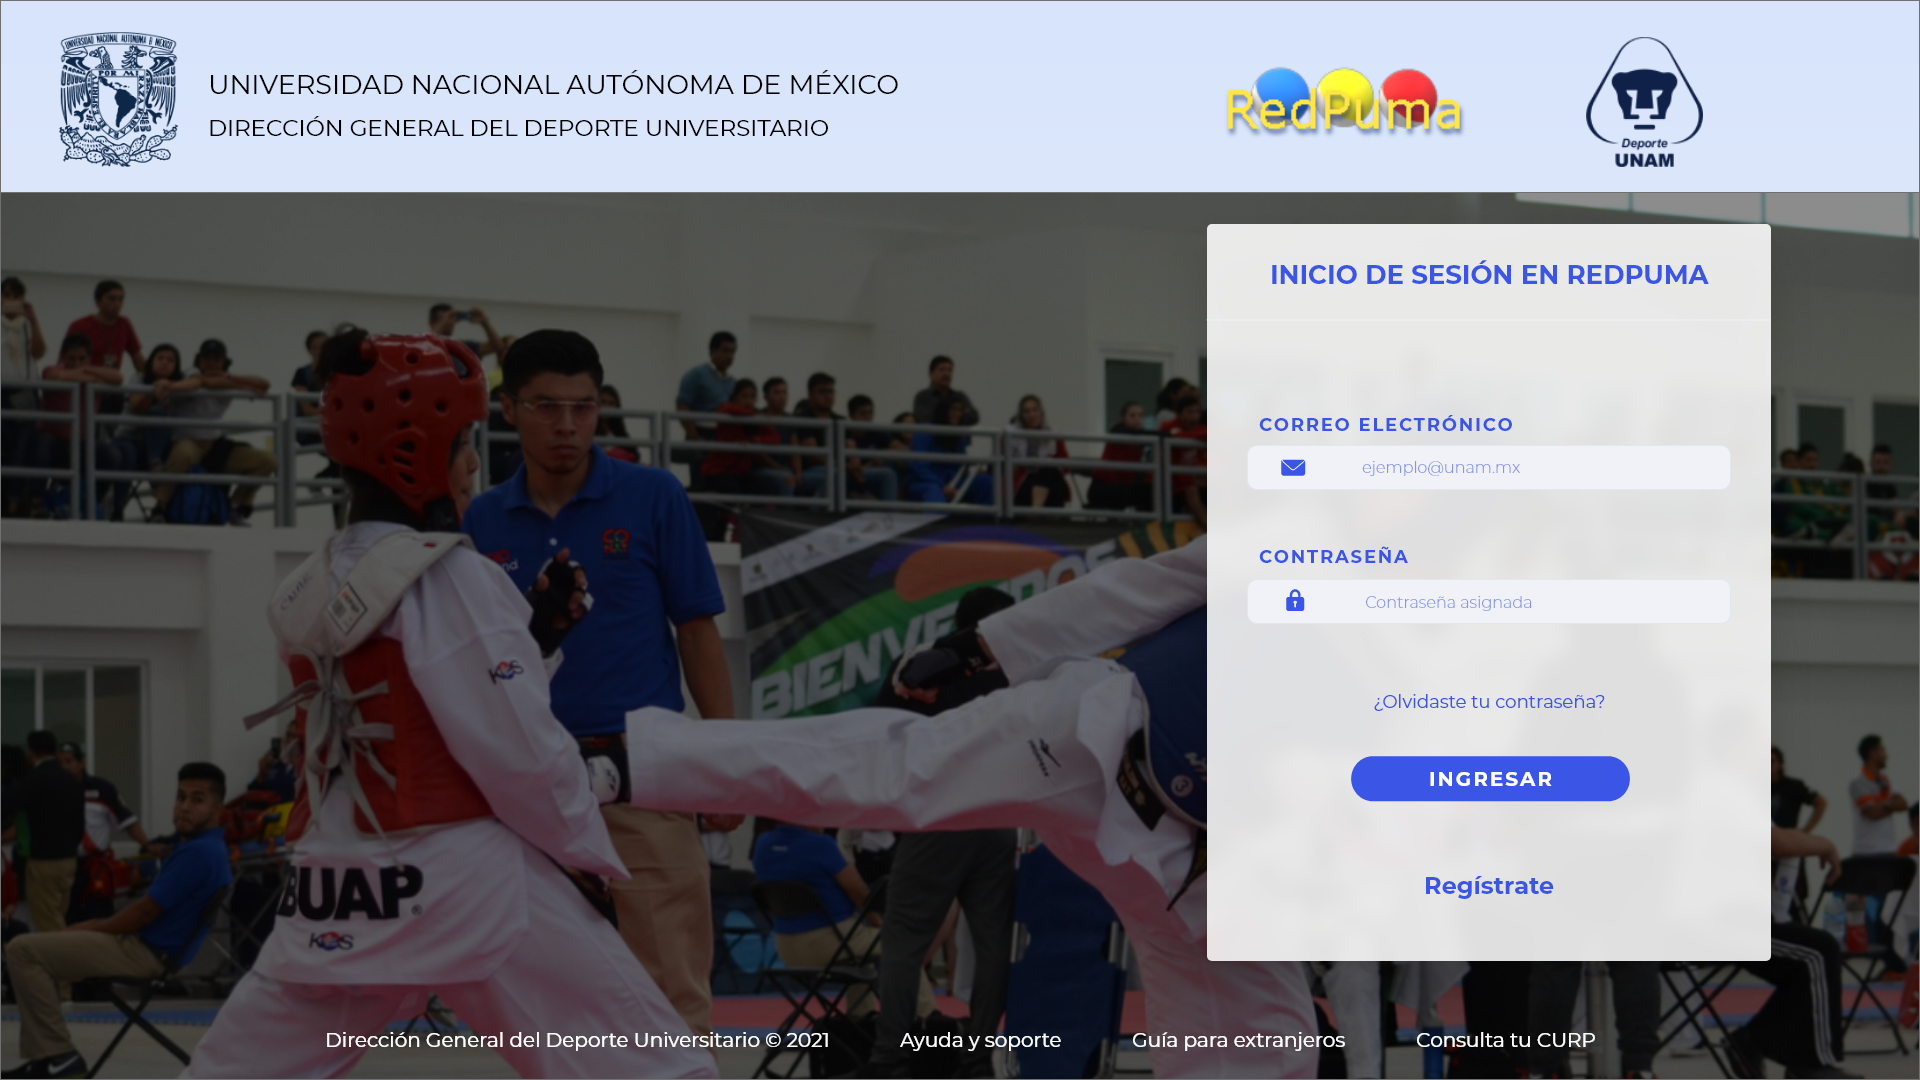 UNIVERSIDAD NACIONAL AUTÓNOMA DE MÉXICO
DIRECCIÓN GENERAL DEL DEPORTE UNIVERSITARIO
RedPuma
Deporte
UNAM
INICIO DE SESIÓN EN REDPUMA
CORREO ELECTRÓNICO
ejemplo@unam.mx
CONTRASEÑA
Contraseña asignada
¿Olvidaste tu contraseña?
INGRESAR
Regístrate
KOS
BUAP
KOS
Dirección General del Deporte Universitario © 2021
Ayuda y soporte
Guía para extranjeros
Consulta tu CURP